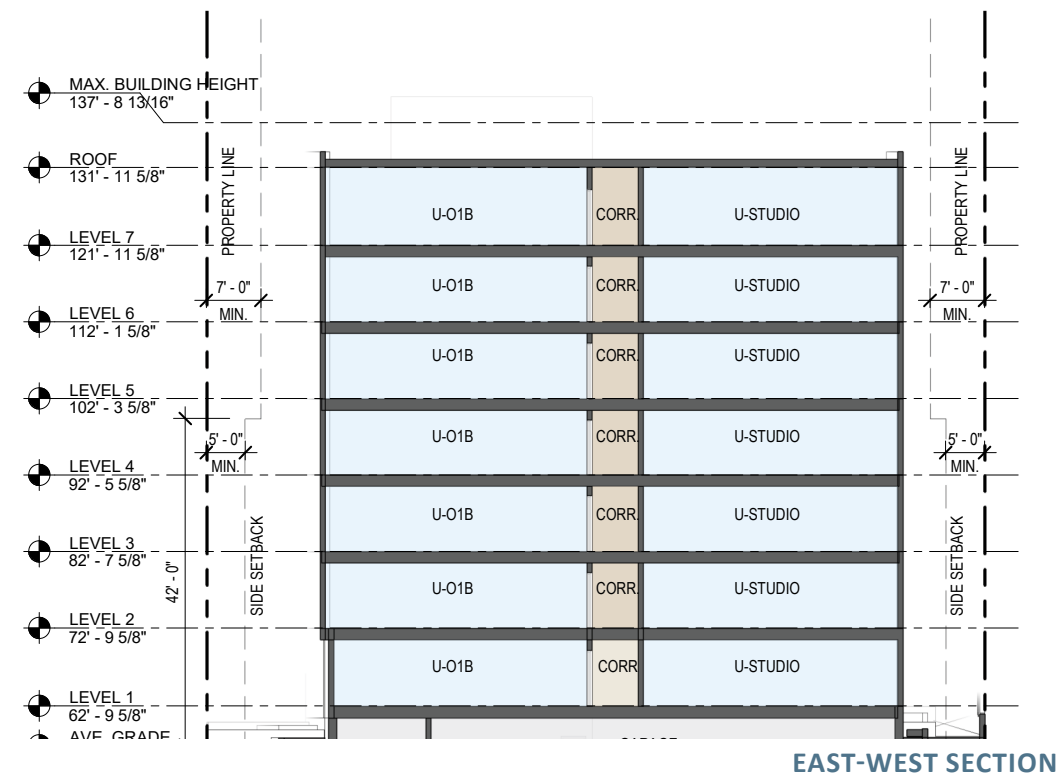 MAX. BUILDING HEIGHT
137' - 8 13/16"
ROOF
131' - 11 5/8"
PROPERTY LINE
PROPERTY LINE
U-O1B CORR. U-STUDIO
LEVEL 7
121' - 11 5/8"
7' - 0"
MIN.
7' - 0"
MIN.
U-O1B CORR. U-STUDIO
LEVEL 6
112' - 1 5/8"
U-O1B CORR. U-STUDIO
LEVEL 5
102' - 3 5/8"
5' - 0"
MIN.
5' - 0"
MIN.
U-O1B CORR. U-STUDIO
LEVEL 4
92' - 5 5/8"
U-O1B CORR. U-STUDIO
LEVEL 3
82' - 7 5/8"
42' - 0"
SIDE SETBACK
SIDE SETBACK
U-O1B CORR. U-STUDIO
LEVEL 2
72' - 9 5/8"
U-O1B CORR U-STUDIO
LEVEL 1
62' - 9 5/8"
AVE. GRADE
EAST-WEST SECTION